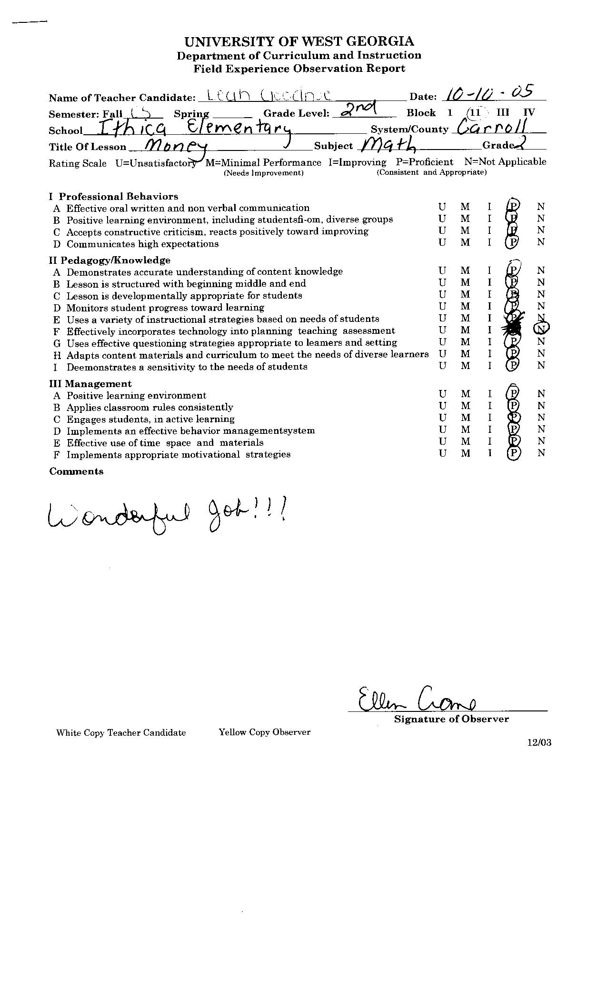 UNIVERSITY OF WEST GEORGIA
Department of Curriculum and Instruction
Field Experience Observation Report
Name of Teacher Candidate: Leah Date: 10-10-05
Semester: Fall Spring Grade Level: 2nd Block 1 11 III IV
School Ithica Elementary System/County Carroll
Title Of Lesson Money Subject Math Grade 2
Rating Scale U=Unsatisfactory M=Minimal Performance I=Improving P=Proficient N=Not Applicable
(Needs Improvement) (Consistent and Appropriate)
I Professional Behaviors
A Effective oral written and non verbal communication U M I P N
B Positive learning environment, including studentsfi-om, diverse groups U M I P N
C Accepts constructive criticism, reacts positively toward improving U M I P N
D Communicates high expectations U M I P N
II Pedagogy/Knowledge
A Demonstrates accurate understanding of content knowledge U M I P N
B Lesson is structured with beginning middle and end U M I P N
C Lesson is developmentally appropriate for students U M I P N
D Monitors student progress toward learning U M I P N
E Uses a variety of instructional strategies based on needs of students U M I P N
F Effectively incorporates technology into planning teaching assessment U M I N
G Uses effective questioning strategies appropriate to leamers and setting U M I P N
H Adapts content materials and curriculum to meet the needs of diverse learners U M I P N
I Deemonstrates a sensitivity to the needs of students U M I P N
III Management
A Positive learning environment U M I P N
B Applies classroom rules consistently U M I P N
C Engages students, in active learning U M I P N
D Implements an effective behavior managementsystem U M I P N
E Effective use of time space and materials U M I P N
F Implements appropriate motivational strategies U M I P N
Comments
Wonderful job!!!
Ellen Crane
Signature of Observer
White Copy Teacher Candidate Yellow Copy Observer
12/03